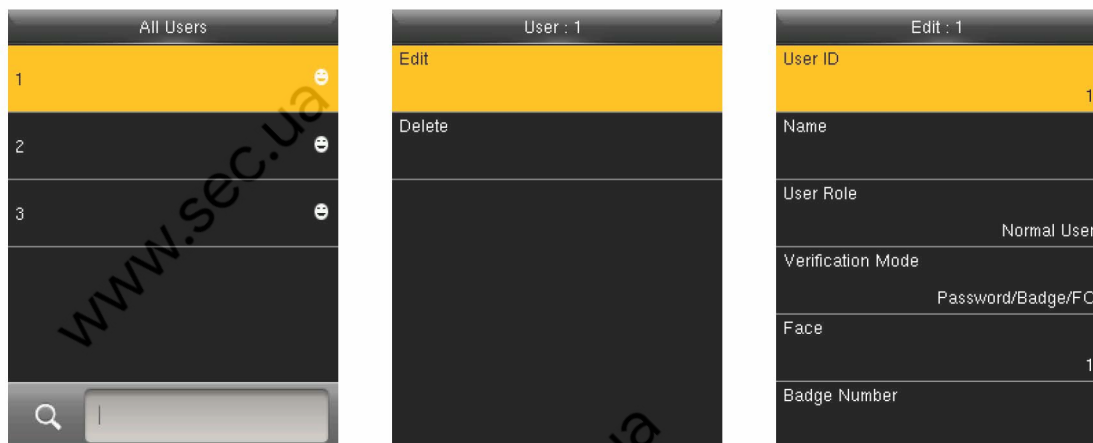 All Users
1
2
3
www.sec.ua
User : 1
Edit
Delete
ua
Edit : 1
User ID
1
Name
User Role
Normal User
Verification Mode
Password/Badge/FC
Face
1
Badge Number